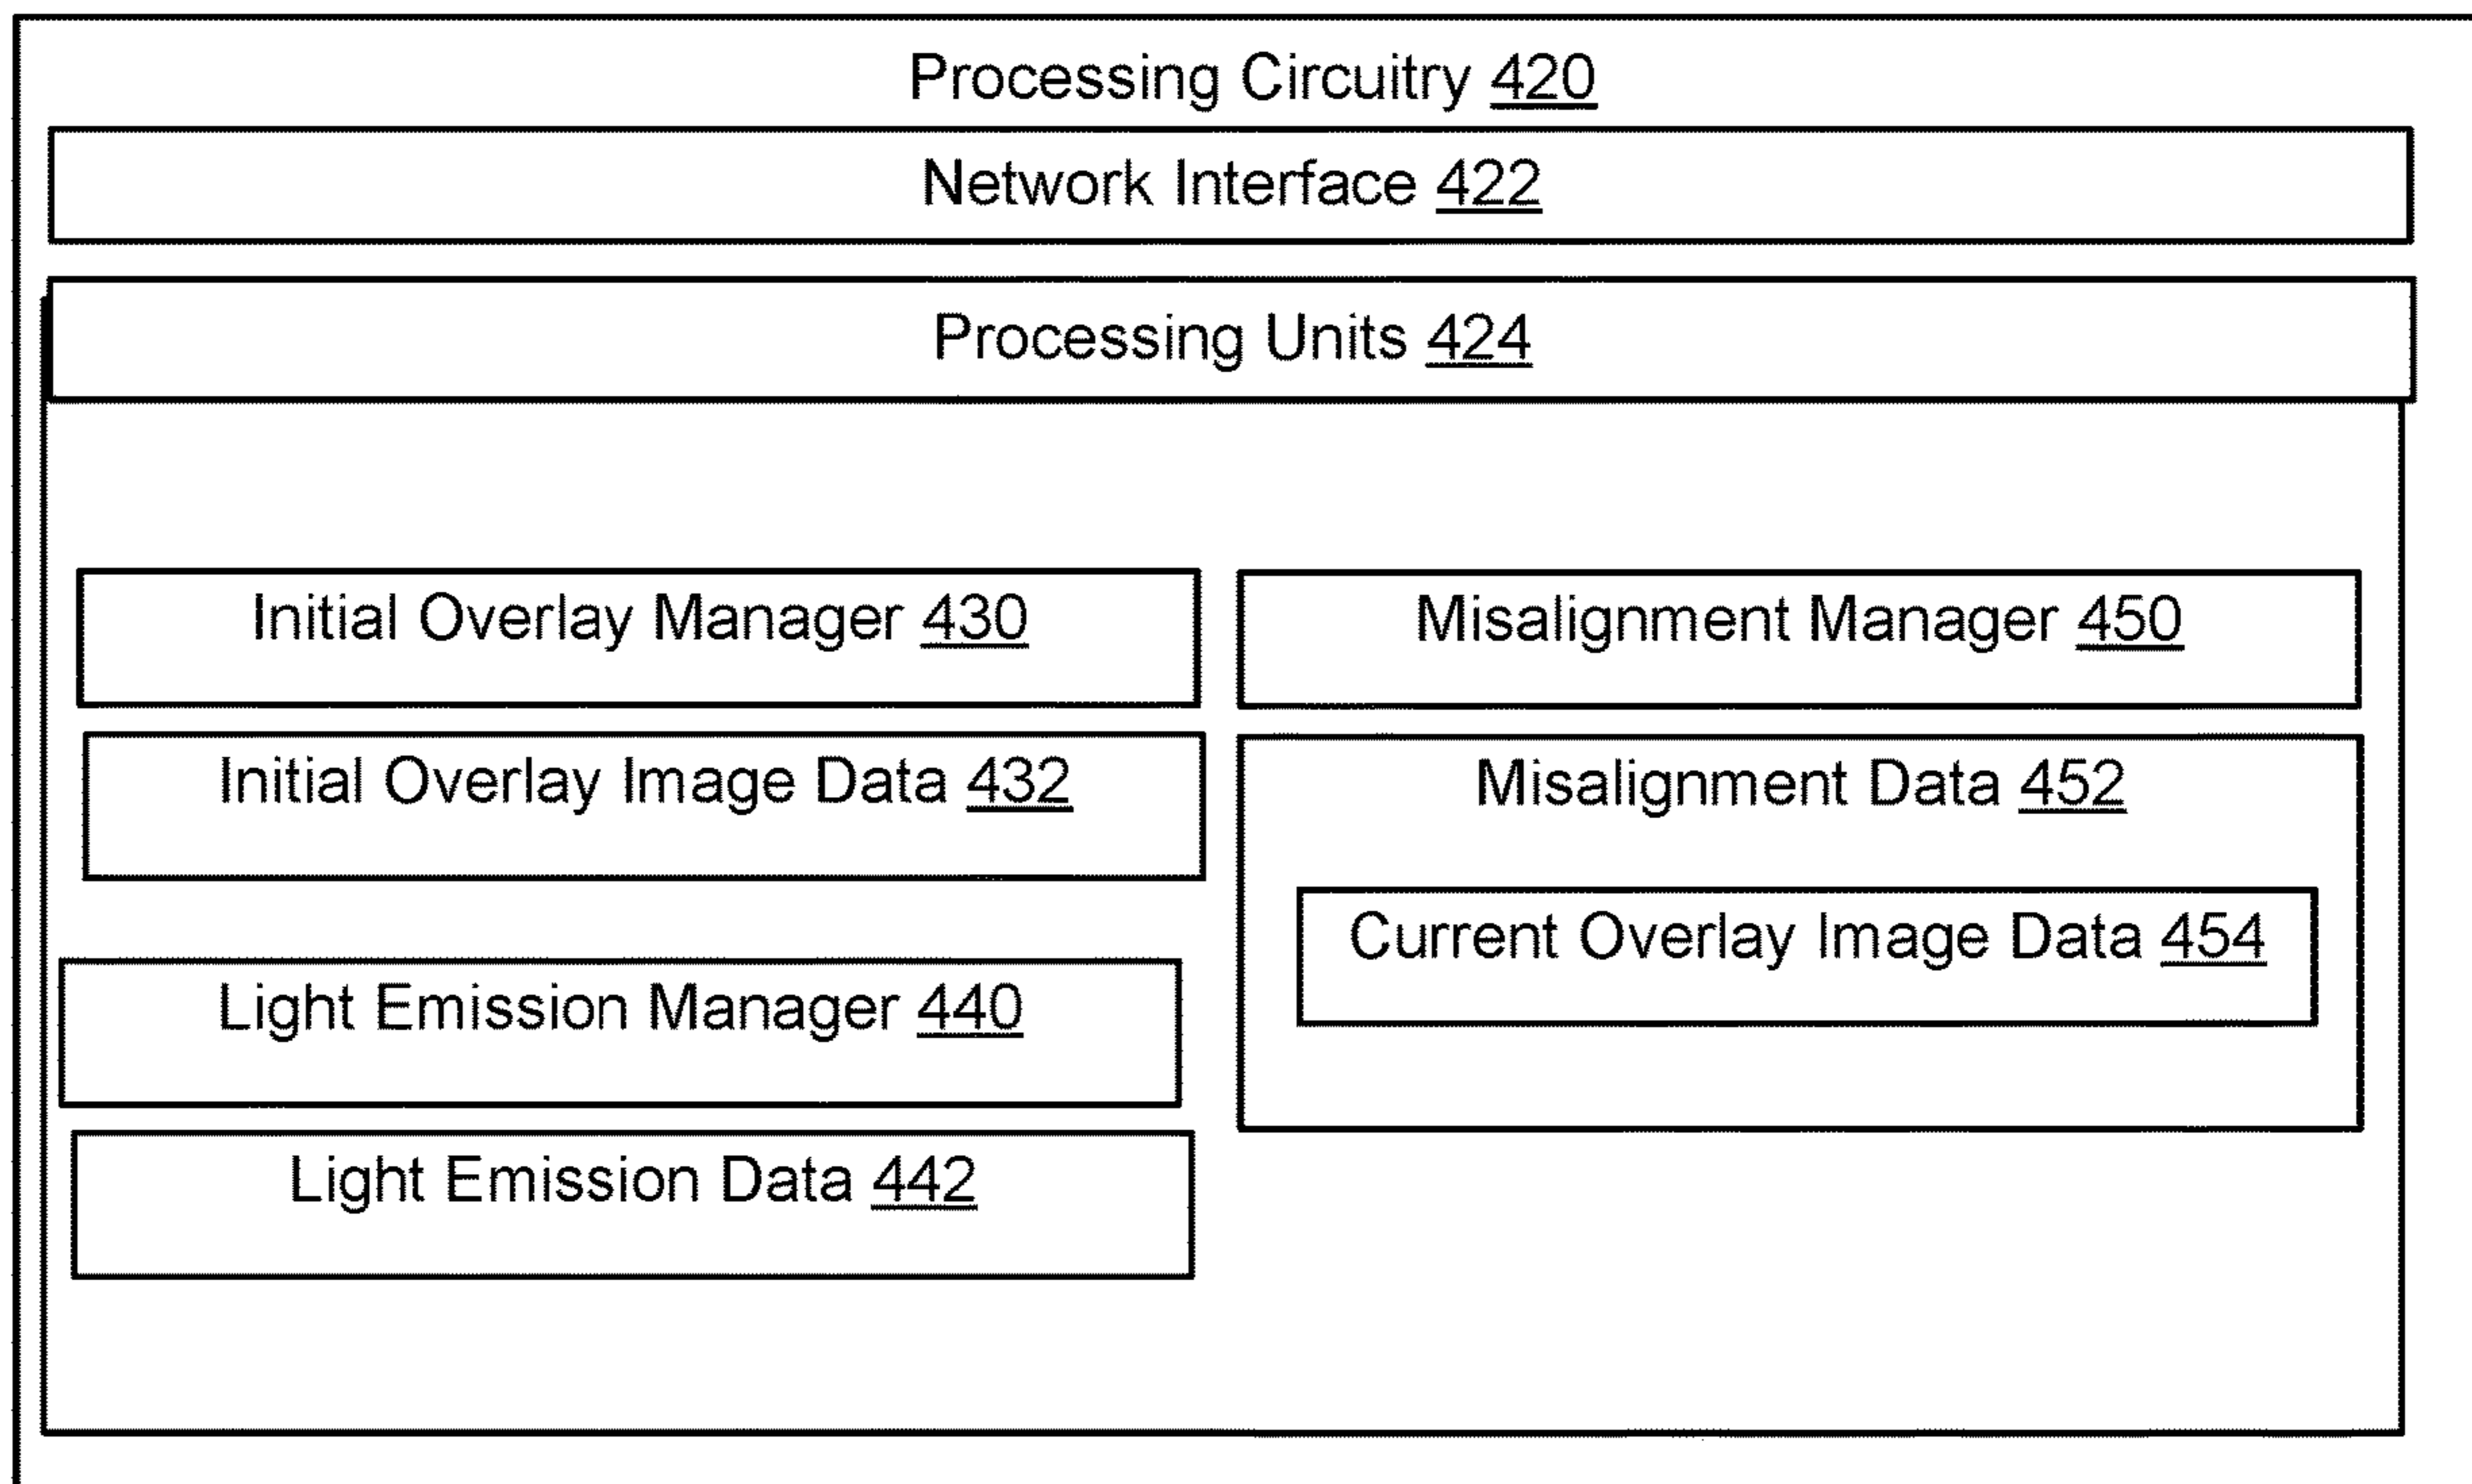 Processing Circuitry 420
Network Interface 422
Processing Units 424
Initial Overlay Manager 430
Initial Overlay Image Data 432
Light Emission Manager 440
Light Emission Data 442
Misalignment Manager 450
Misalignment Data 452
Current Overlay Image Data 454